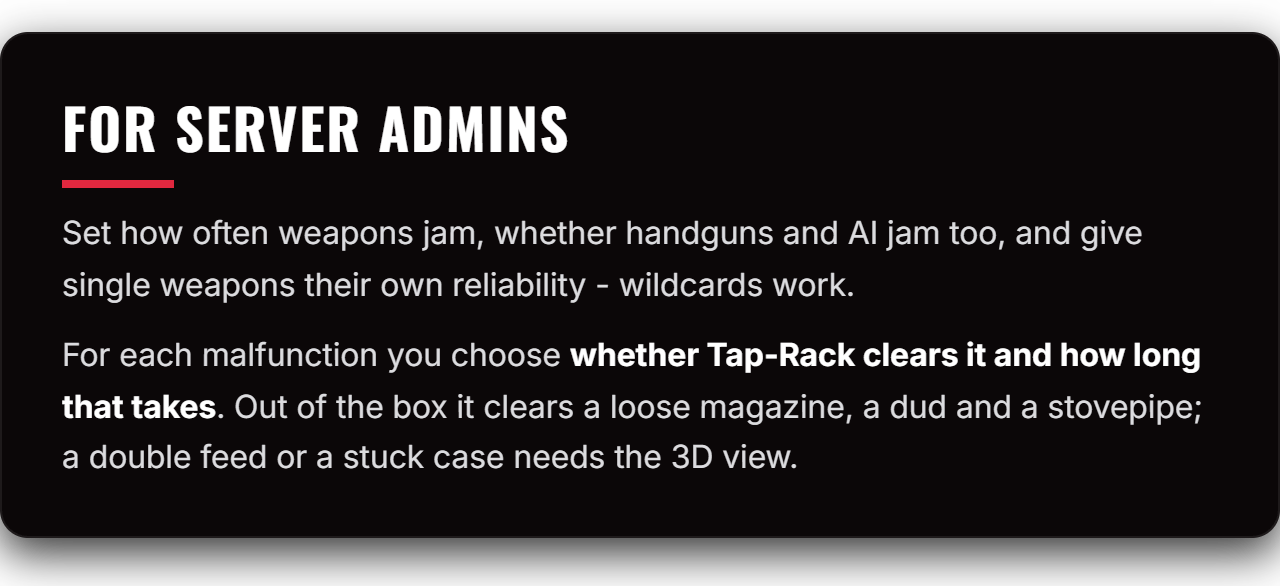 FOR SERVER ADMINS
Set how often weapons jam, whether handguns and AI jam too, and give
single weapons their own reliability - wildcards work.
For each malfunction you choose whether Tap-Rack clears it and how long
that takes. Out of the box it clears a loose magazine, a dud and a stovepipe;
a double feed or a stuck case needs the 3D view.